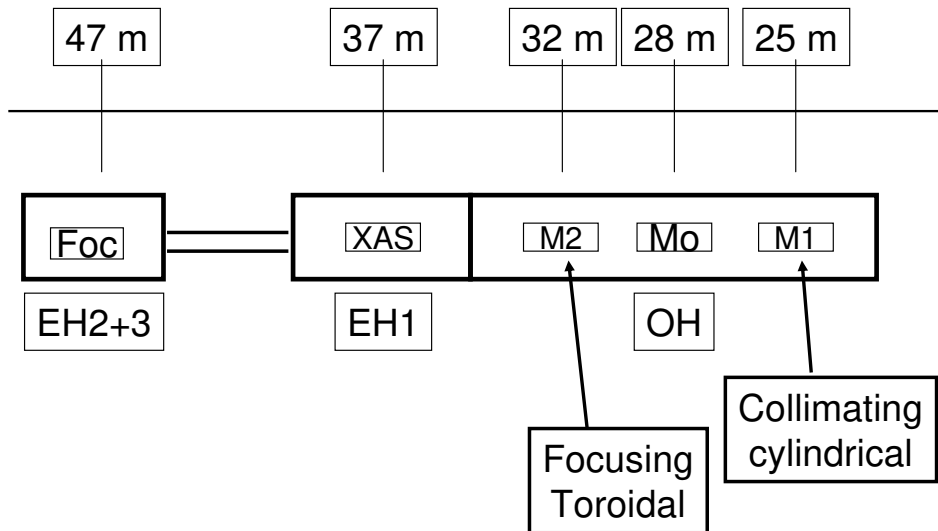 47 m
37 m
32 m
28 m
25 m
Foc
XAS
M2
Mo
M1
EH2+3
EH1
OH
Collimating
cylindrical
Focusing
Toroidal